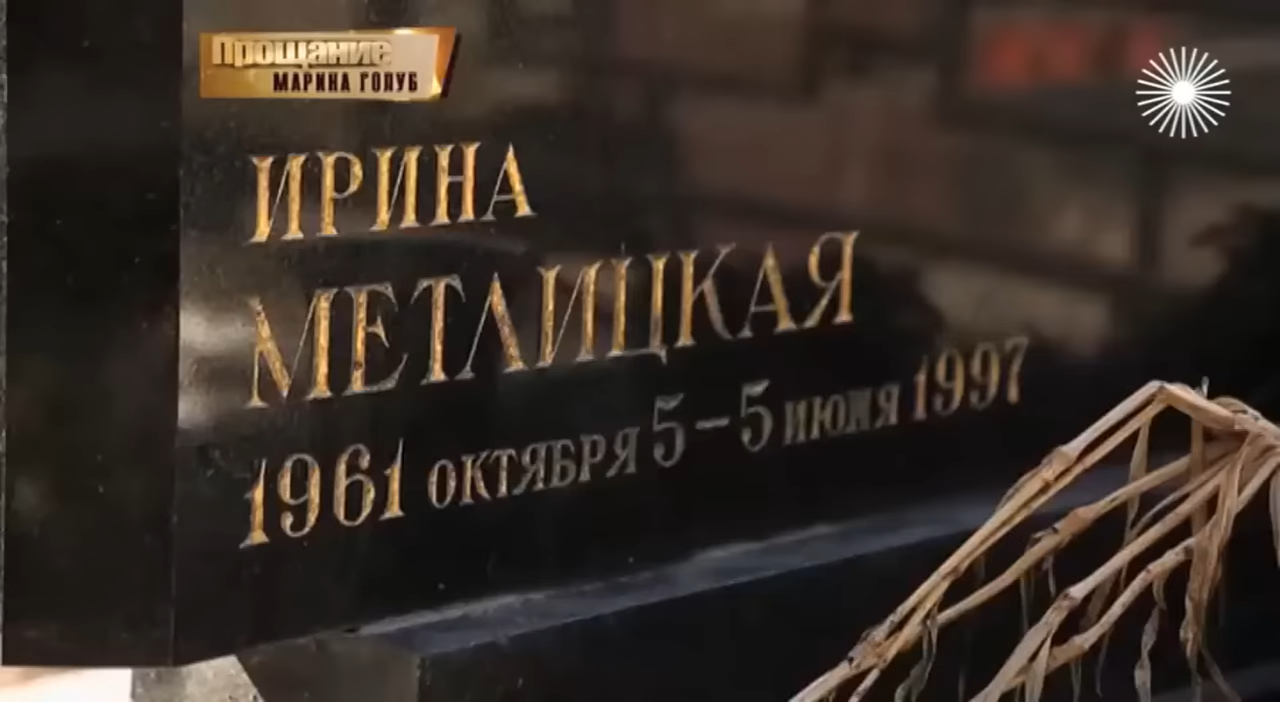 Прощание
МАРИНА ГОЛУБ
ИРИНА
МЕТЛИЦКАЯ
1961 ОКТЯБРЯ 5-5 ИЮНЯ 1997